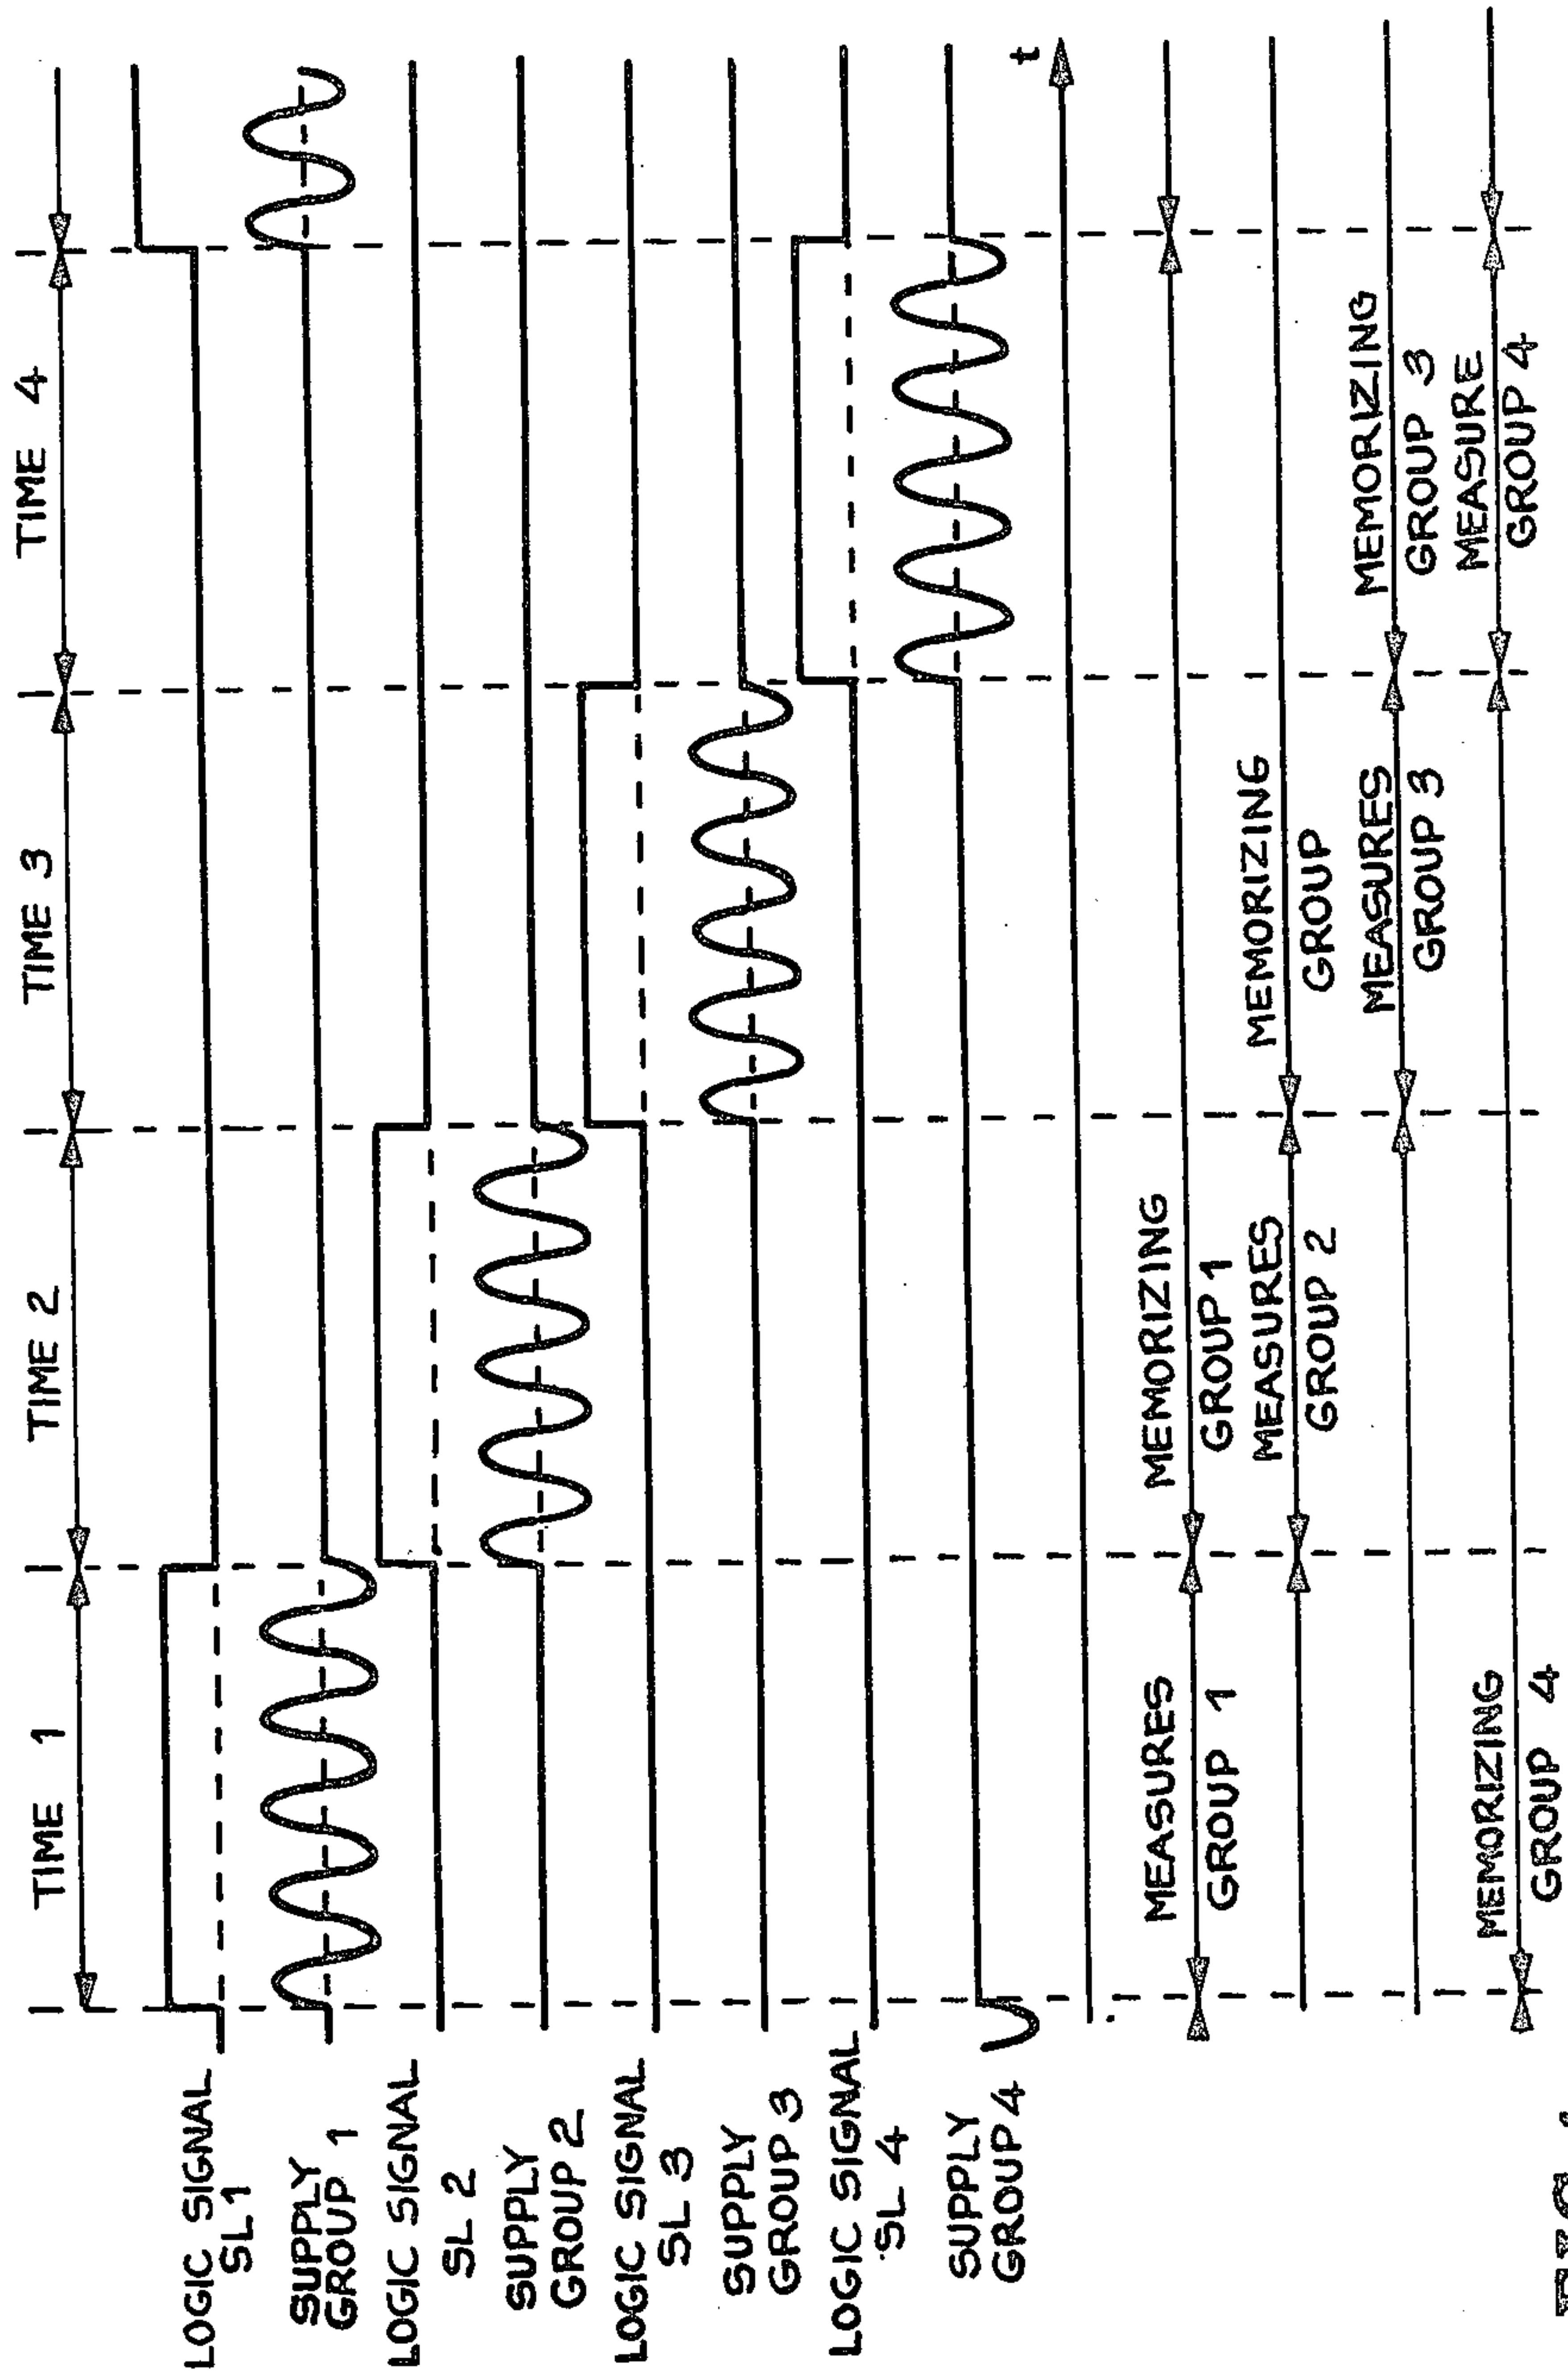 TIME 1
TIME 2
TIME 3
TIME 4
LOGIC SIGNAL
SL 1
SUPPLY
GROUP 1
LOGIC SIGNAL
SL 2
SUPPLY
GROUP 2
LOGIC SIGNAL
SL 3
SUPPLY
GROUP 3
LOGIC SIGNAL
SL 4
SUPPLY
GROUP 4
t
MEASURES
GROUP 1
MEMORIZING
GROUP 1
MEASURES
GROUP 2
MEMORIZING
GROUP
MEASURES
GROUP 3
MEMORIZING
GROUP 3
MEMORIZING
GROUP 4
MEASURE
GROUP 4